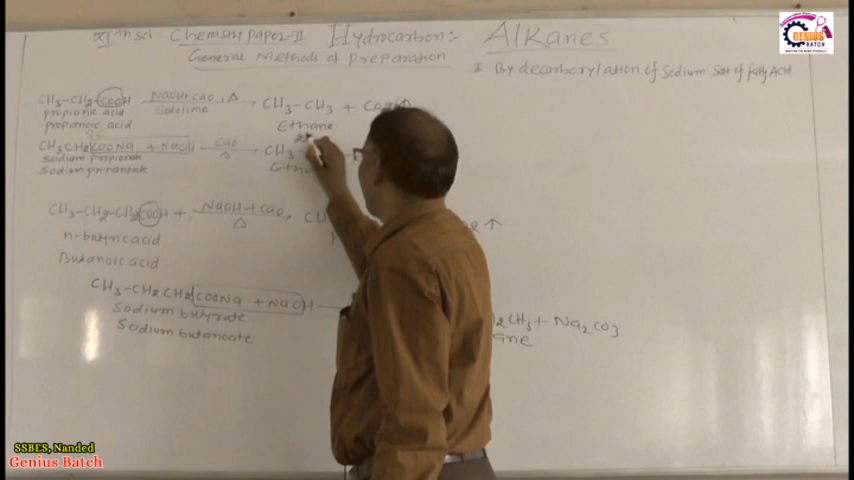 XIth sci Chemistry paper-II Hydrocarbon:- Alkanes
General Methods of preparation
I By decarboxylation of Sodium Salt of fatty Acid
CH3-CH2+COOH NaOH+CaO, Δ → CH3-CH3 +
propionic acid Sodalime Ethane
propanoic acid
CH3CH2COONa + NaOH CaO Δ → CH3
sodium propionate
Sodium propanoate
CH3-CH2-CH2COOH + NaOH+CaO, Δ
n-butyric acid
Butanoic acid
CH3-CH2CH2COONa + NaOH
Sodium butyrate
Sodium butanoate
2CH3 + Na2CO3
ane
GENIUS
BATCH
SSBES, Nanded
Genius Batch